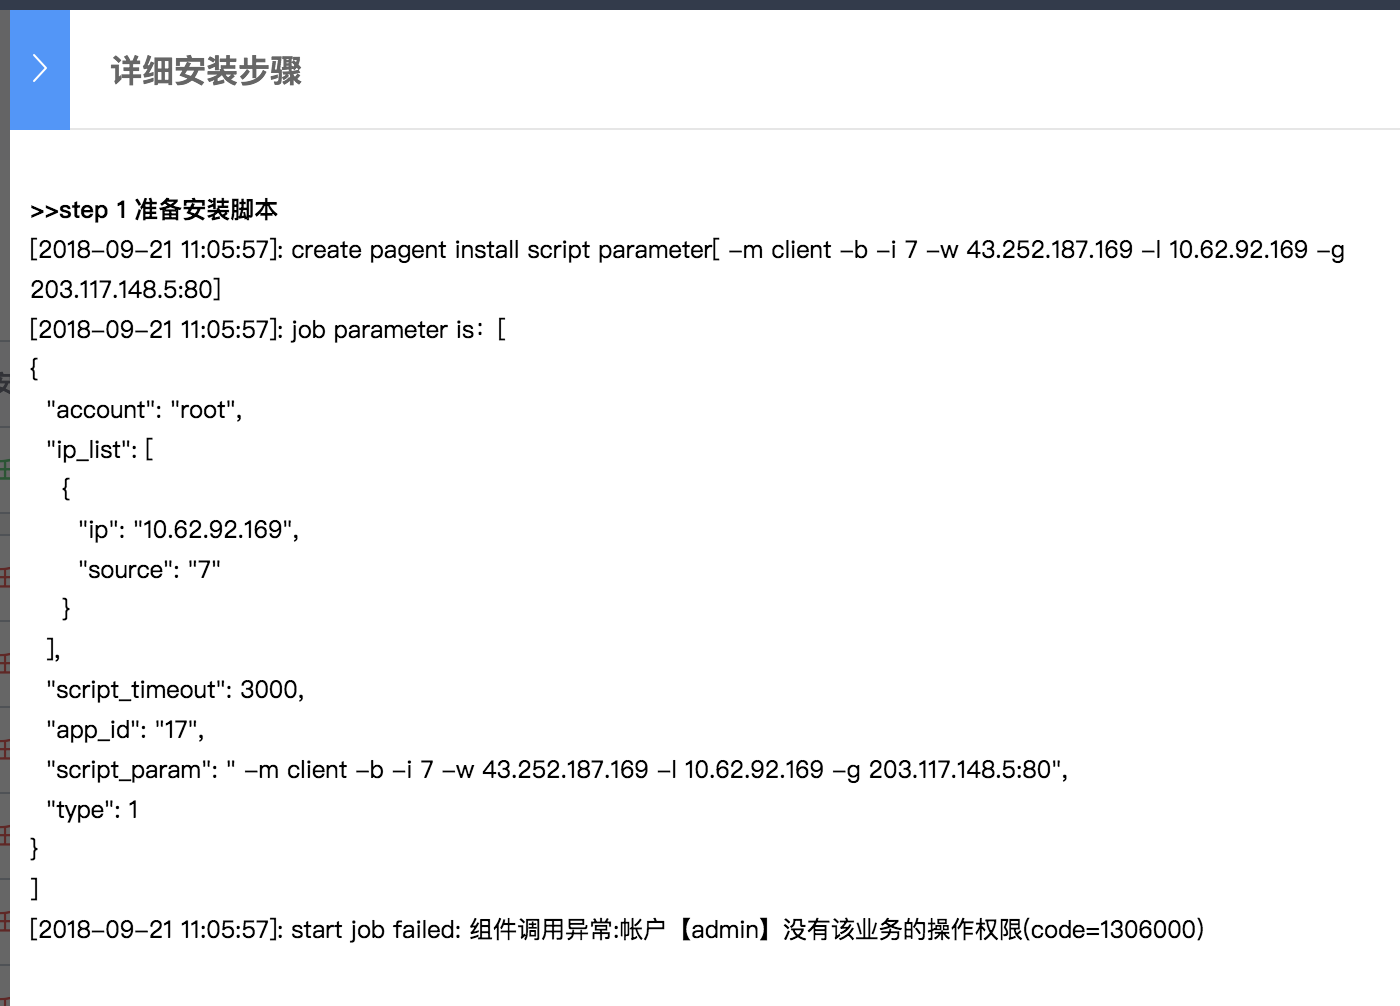 详细安装步骤
>>step 1 准备安装脚本
[2018-09-21 11:05:57]: create pagent install script parameter[ -m client -b -i 7 -w 43.252.187.169 -l 10.62.92.169 -g
203.117.148.5:80]
[2018-09-21 11:05:57]: job parameter is：[
{
"account": "root",
"ip_list": [
{
"ip": "10.62.92.169",
"source": "7"
}
],
"script_timeout": 3000,
"app_id": "17",
"script_param": " -m client -b -i 7 -w 43.252.187.169 -l 10.62.92.169 -g 203.117.148.5:80",
"type": 1
}
]
[2018-09-21 11:05:57]: start job failed: 组件调用异常:帐户【admin】没有该业务的操作权限(code=1306000)